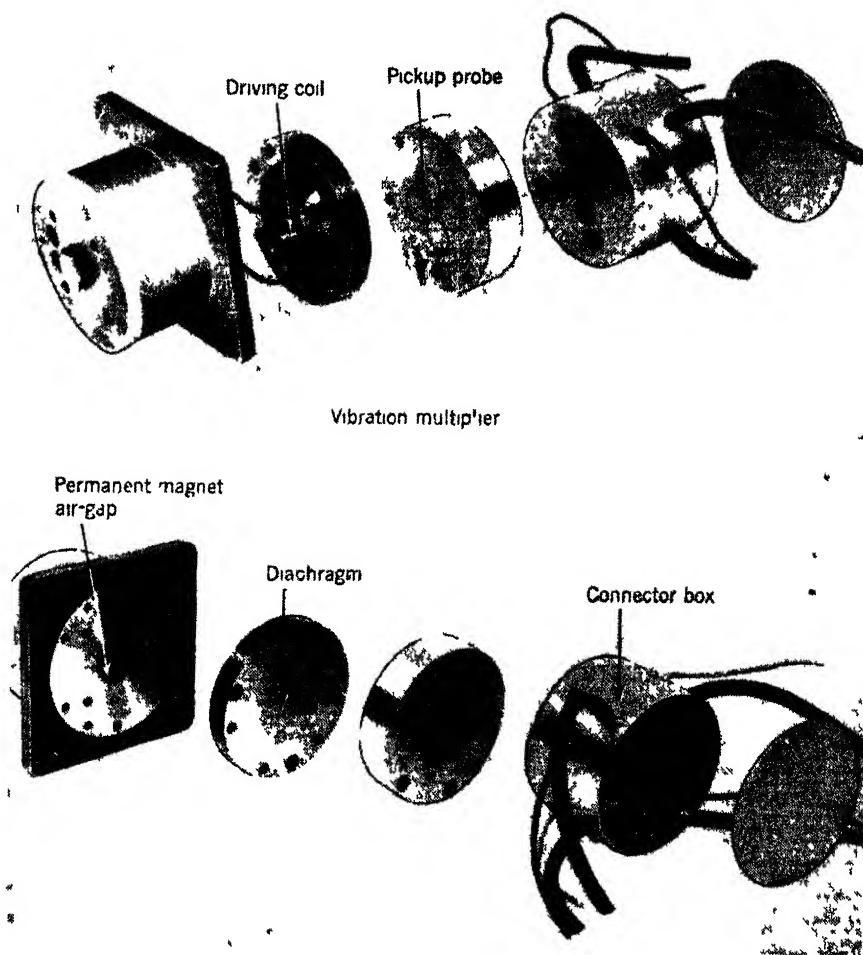 Driving coil
Pickup probe
Vibration multiplier
Permanent magnet
air-gap
Diaphragm
Connector box